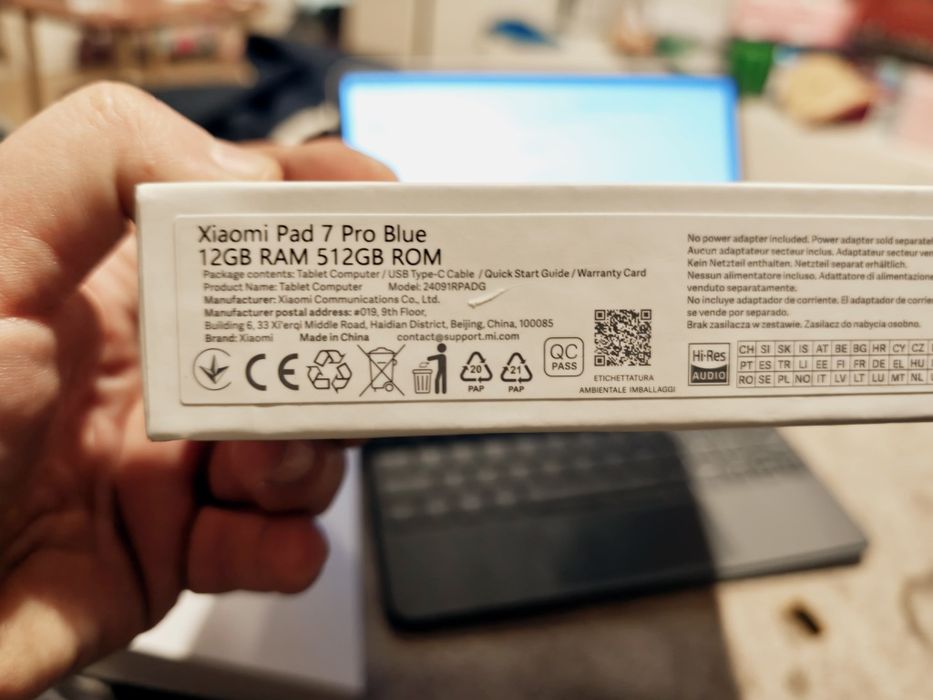 Xiaomi Pad 7 Pro Blue
12GB RAM 512GB ROM
Package contents: Tablet Computer / USB Type-C Cable / Quick Start Guide / Warranty Card
Product Name: Tablet Computer Model: 24091RPADG
Manufacturer: Xiaomi Communications Co., Ltd.
Manufacturer postal address: #019, 9th Floor,
Building 6, 33 Xi'erqi Middle Road, Haidian District, Beijing, China, 100085
Brand: Xiaomi Made in China contact@support.mi.com
CE
20
PAP
21
PAP
QC
PASS
ETICHETTATURA
AMBIENTALE IMBALLAGGI
No power adapter included. Power adapter sold separatel
Aucun adaptateur secteur inclus. Adaptateur secteur ven
Kein Netzteil enthalten. Netzteil separat erhältlich.
Nessun alimentatore incluso. Adattatore di alimentazione
venduto separatamente.
No incluye adaptador de corriente. El adaptador de corrie
se vende por separado.
Brak zasilacza w zestawie. Zasilacz do nabycia osobno.
Hi-Res
AUDIO
CH SI SK IS AT BE BG HR CY CZ
PT ES TR LI EE FI FR DE EL HU
RO SE PL NO IT LV LT LU MT NL